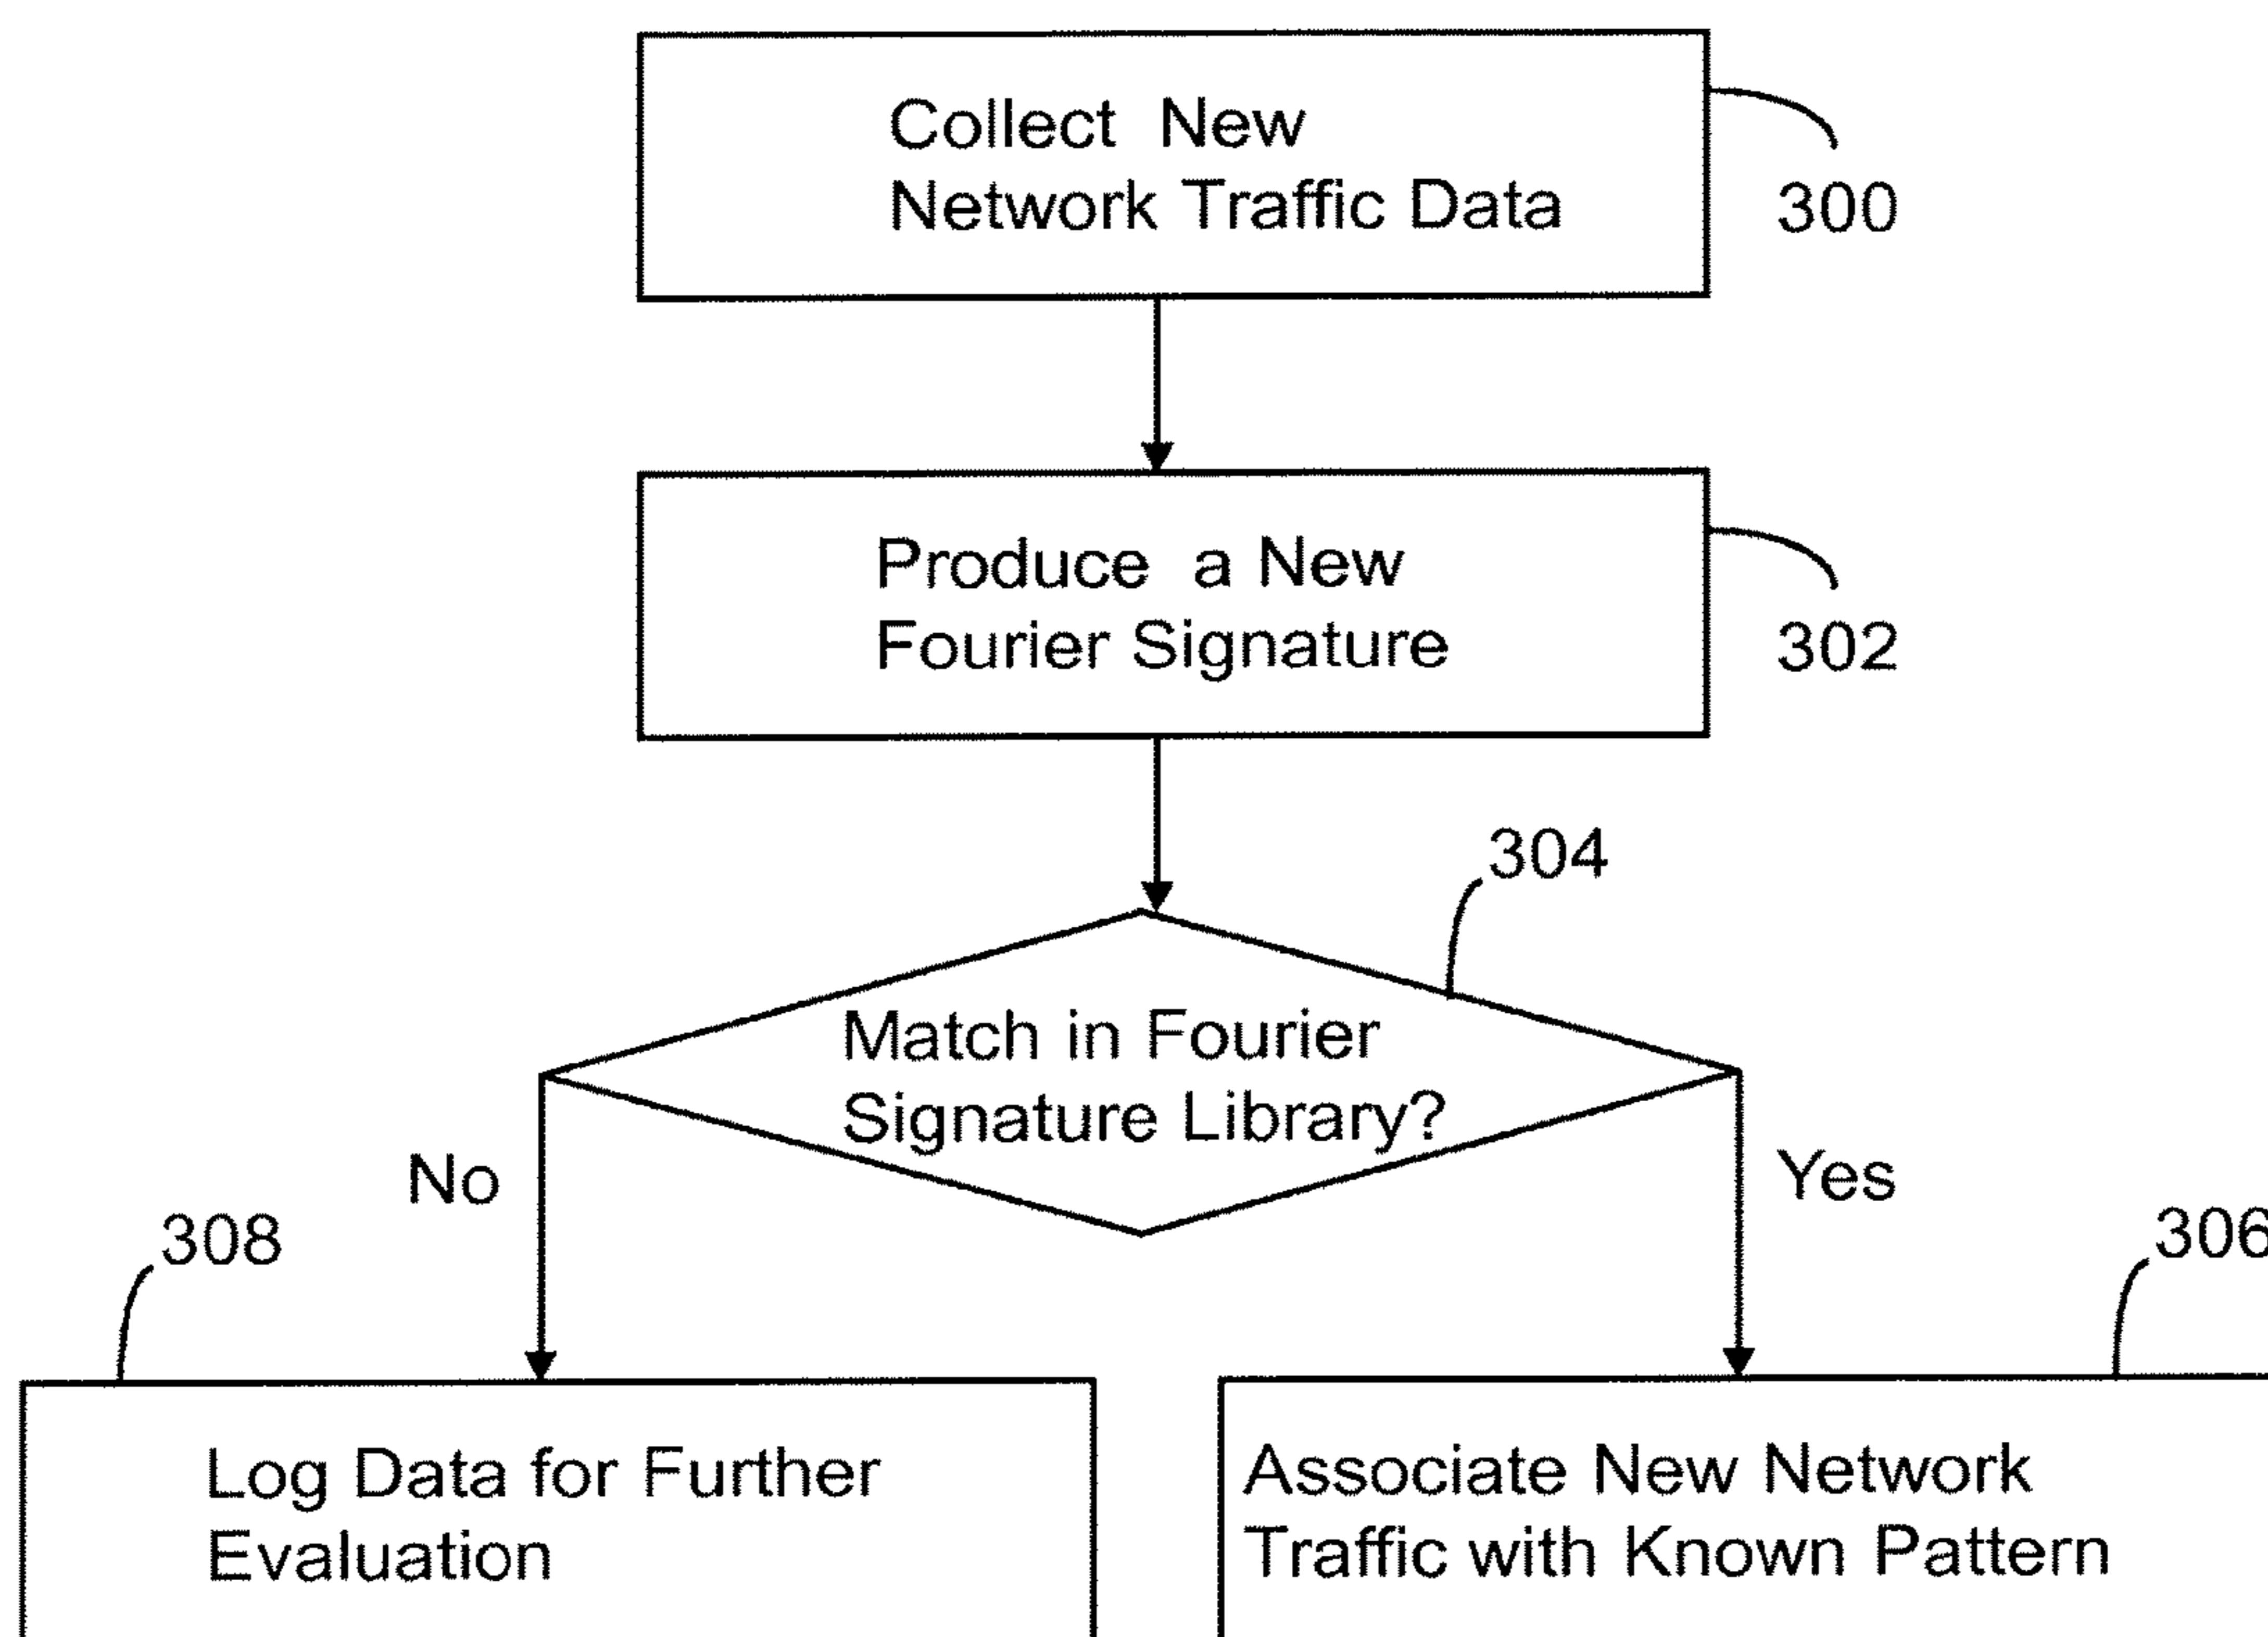 Collect New
Network Traffic Data
300
Produce a New
Fourier Signature
302
304
Match in Fourier
Signature Library?
No
Yes
308
306
Log Data for Further
Evaluation
Associate New Network
Traffic with Known Pattern